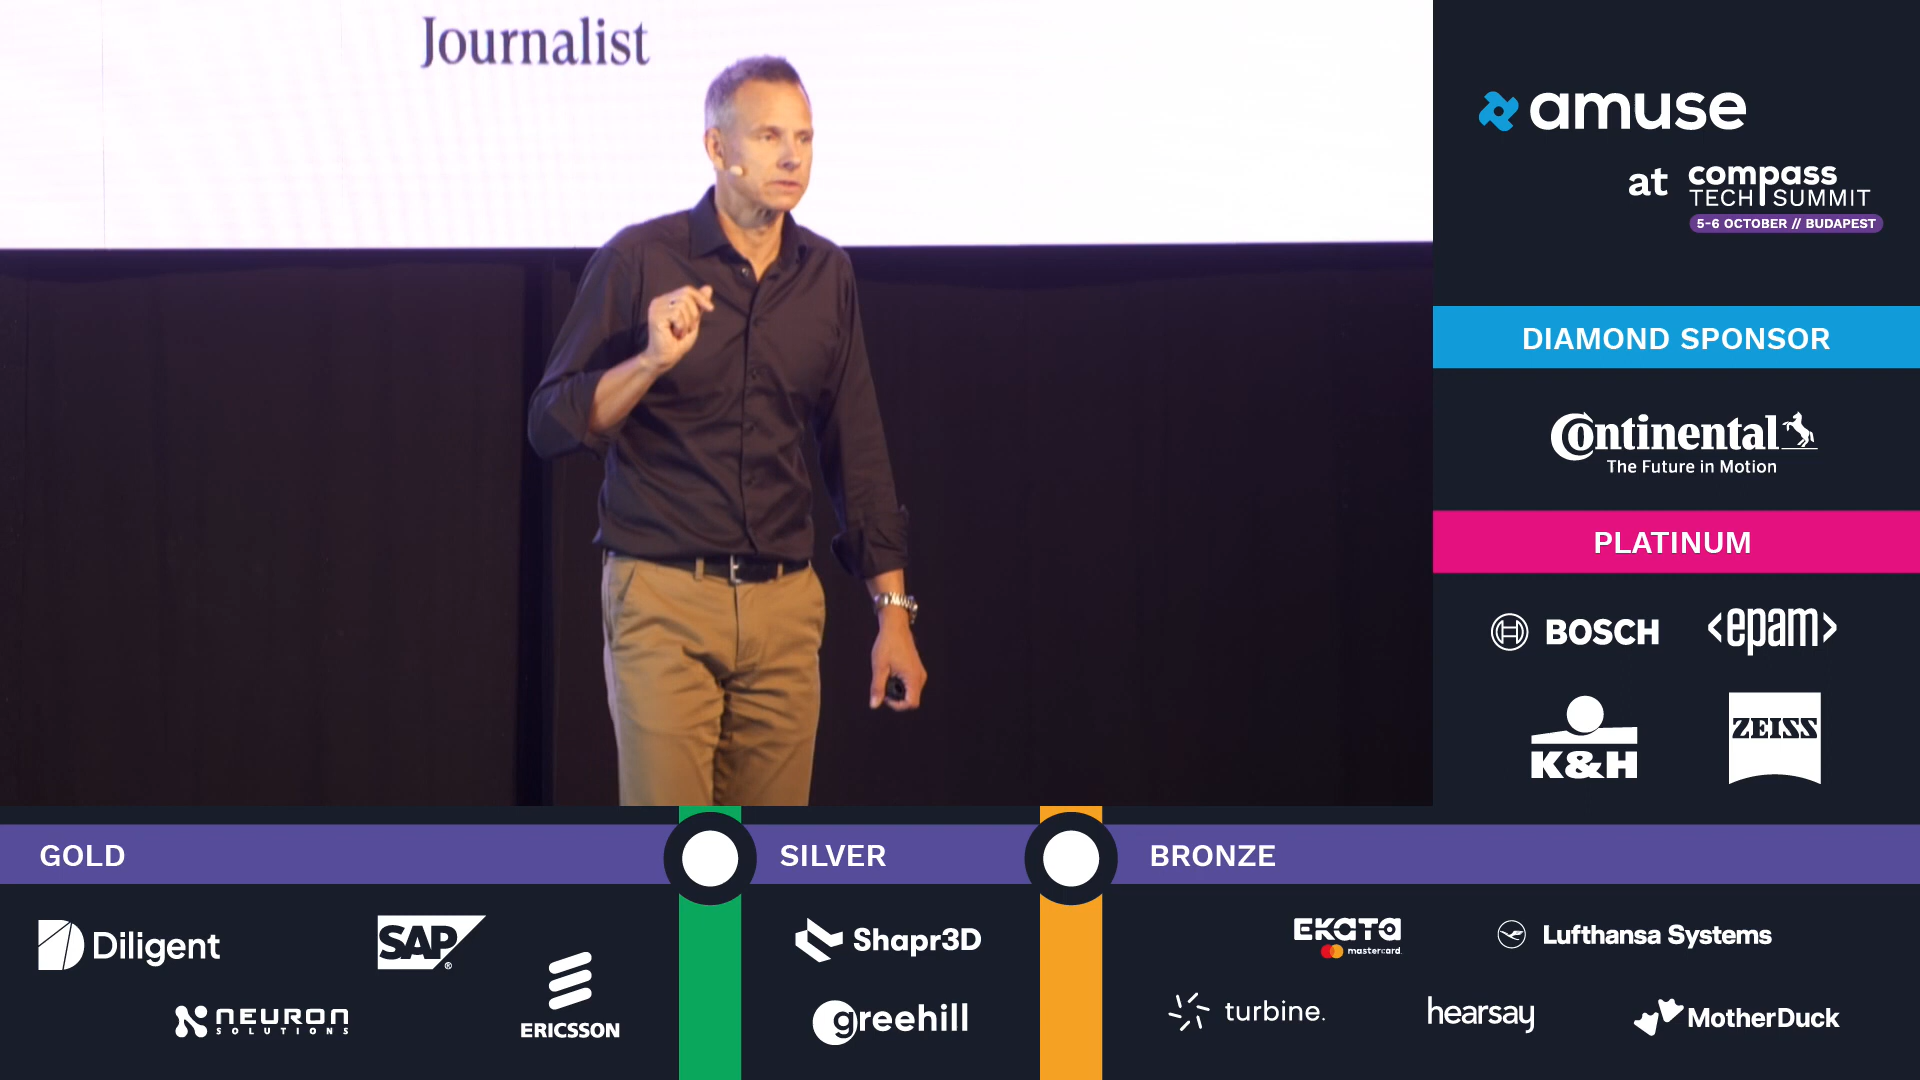 Journalist
amuse
at compass
TECH SUMMIT
5-6 OCTOBER // BUDAPEST
DIAMOND SPONSOR
Continental
The Future in Motion
PLATINUM
BOSCH
<epam>
K&H
ZEISS
GOLD
SILVER
BRONZE
Diligent
SAP®
NEURON
SOLUTIONS
ERICSSON
Shapr3D
greehill
EKATA
mastercard.
Lufthansa Systems
turbine.
hearsay
MotherDuck